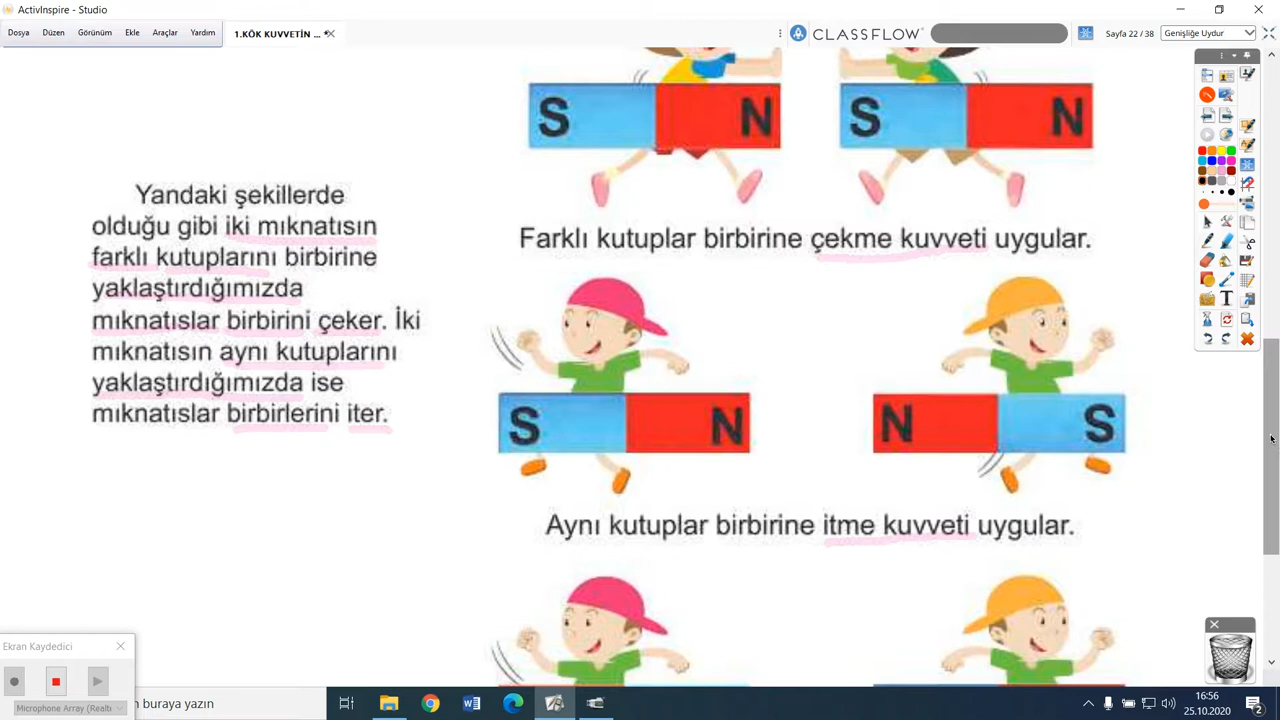 ActivInspire - Studio
Dosya Düzen Görünüm Ekle Araçlar Yardım
1.KÖK KUVVETİN ...
CLASSFLOW
Sayfa 22 / 38
Genişliğe Uydur
S N
S N
Yandaki şekillerde
olduğu gibi iki mıknatısın
farklı kutuplarını birbirine
yaklaştırdığımızda
mıknatıslar birbirini çeker. İki
mıknatısın aynı kutuplarını
yaklaştırdığımızda ise
mıknatıslar birbirlerini iter.
Farklı kutuplar birbirine çekme kuvveti uygular.
S N
N S
Aynı kutuplar birbirine itme kuvveti uygular.
Ekran Kaydedici
Microphone Array (Realt
n buraya yazın
16:56
25.10.2020
2